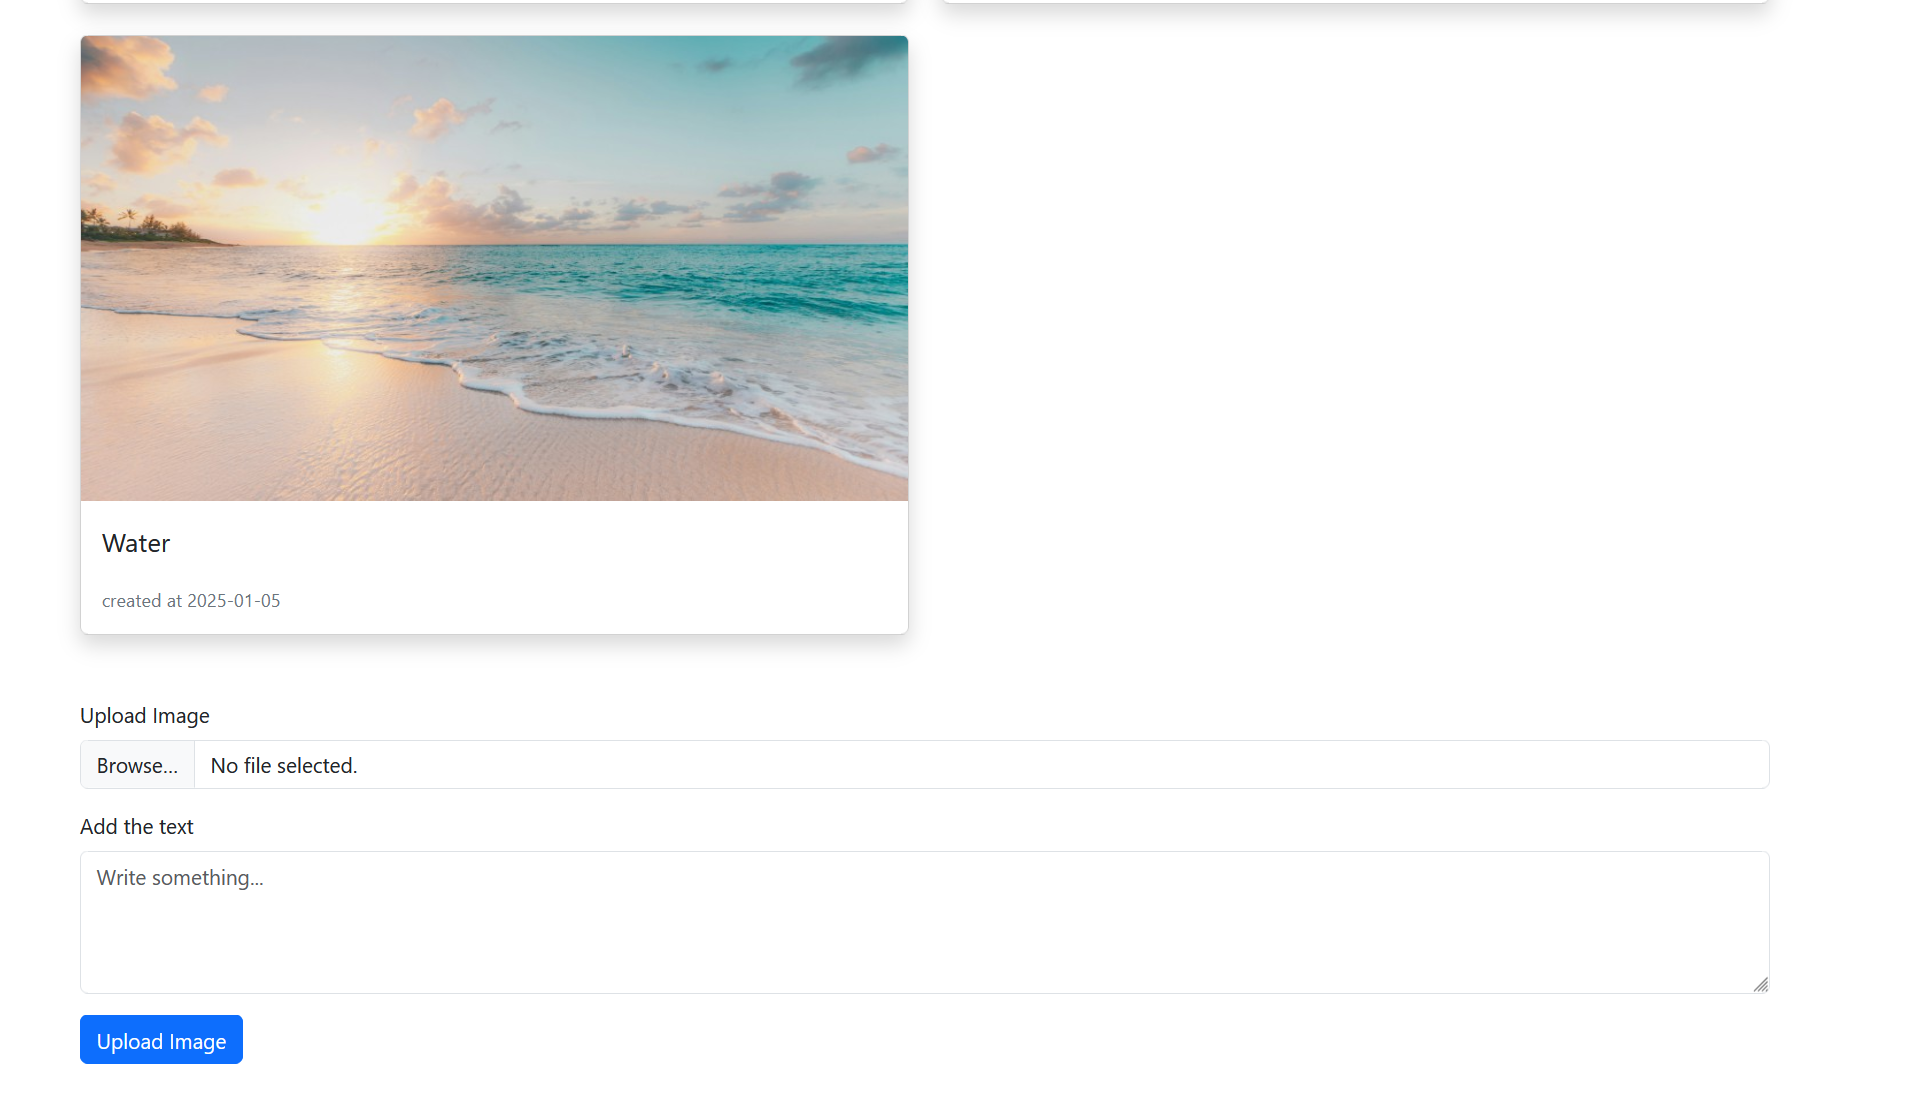 Water
created at 2025-01-05
Upload Image
Browse... No file selected.
Add the text
Write something...
Upload Image